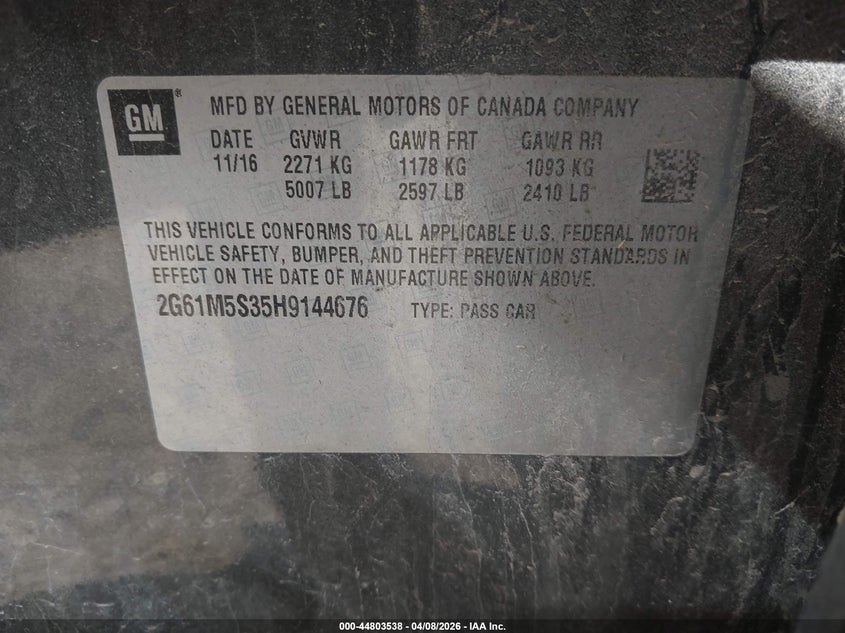 GM ® MFD BY GENERAL MOTORS OF CANADA COMPANY
DATE GVWR GAWR FRT GAWR RR
11/16 2271 KG 1178 KG 1093 KG
5007 LB 2597 LB 2410 LB
THIS VEHICLE CONFORMS TO ALL APPLICABLE U.S. FEDERAL MOTOR
VEHICLE SAFETY, BUMPER, AND THEFT PREVENTION STANDARDS IN
EFFECT ON THE DATE OF MANUFACTURE SHOWN ABOVE.
2G61M5S35H9144676 TYPE: PASS CAR
000-44803538 - 04/08/2026 - IAA Inc.